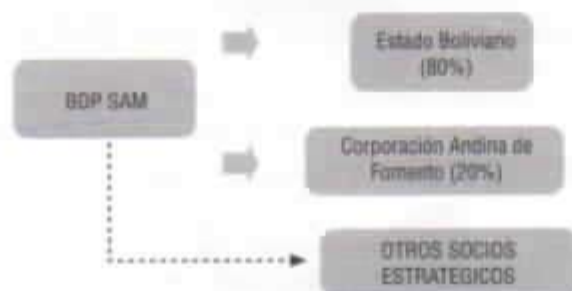 Estado Boliviano
(80%)
BDP SAM
Corporación Andina de
Fomento (20%)
OTROS SOCIOS
ESTRATEGICOS